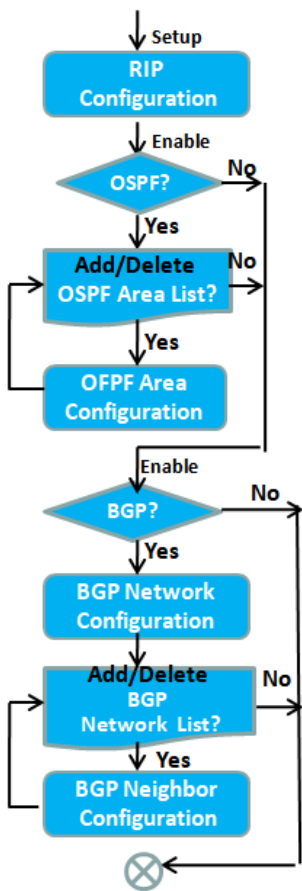 Setup
RIP
Configuration
Enable
OSPF?
No
Yes
Add/Delete
OSPF Area List?
No
Yes
OFPF Area
Configuration
Enable
BGP?
No
Yes
BGP Network
Configuration
Add/Delete
BGP
Network List?
No
Yes
BGP Neighbor
Configuration